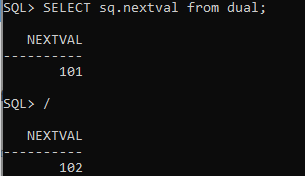 SQL> SELECT sq.nextval from dual;
NEXTVAL
----------
101
SQL> /
NEXTVAL
----------
102